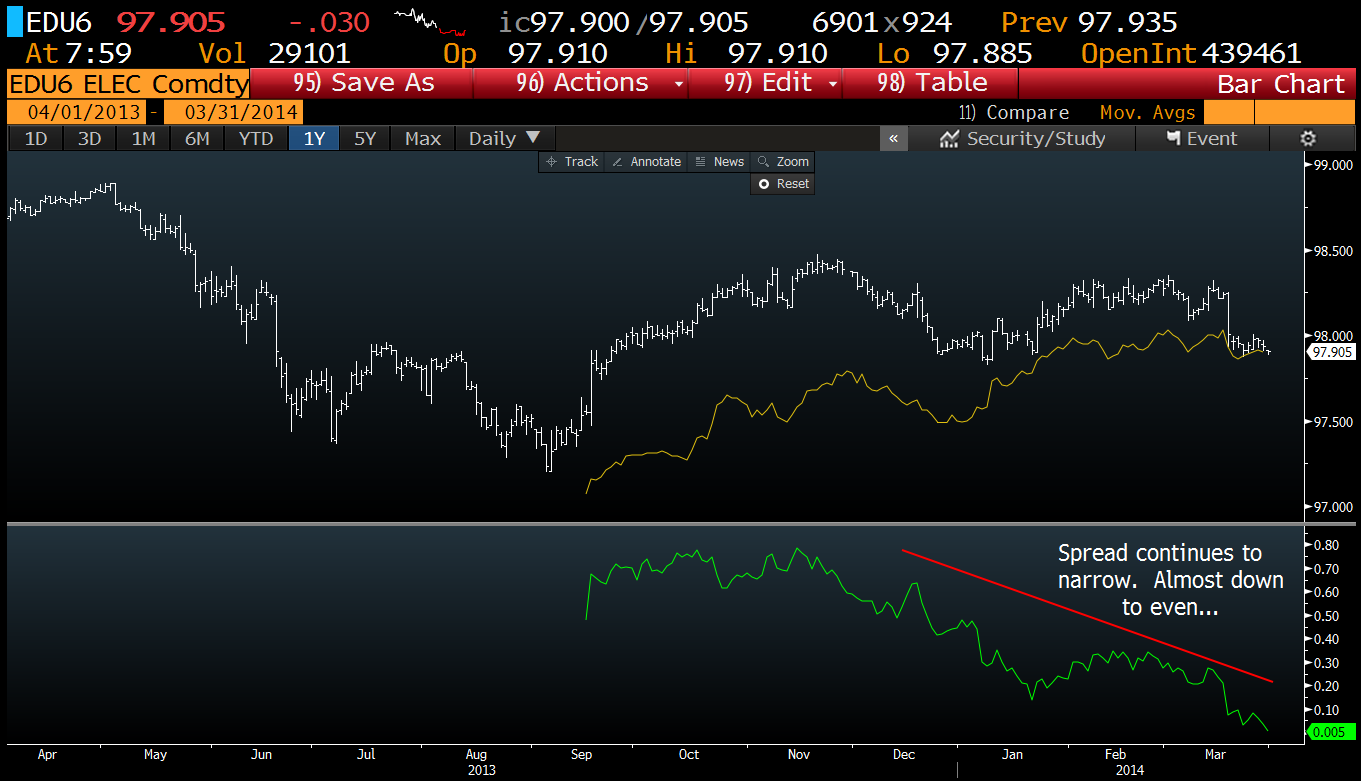 EDU6 97.905 - .030 ic97.900 /97.905 6901x924 Prev 97.935
At 7:59 Vol 29101 Op 97.910 Hi 97.910 Lo 97.885 OpenInt 439461
EDU6 ELEC Comdty 95) Save As 96) Actions 97) Edit 98) Table Bar Chart
04/01/2013 - 03/31/2014 11) Compare Mov. Avgs
1D 3D 1M 6M YTD 1Y 5Y Max Daily ▼ « Security/Study Event
Track Annotate News Zoom
Reset
99.000
98.500
98.000
97.905
97.500
97.000
Spread continues to
narrow. Almost down
to even...
0.80
0.70
0.60
0.50
0.40
0.30
0.20
0.10
0.005
Apr May Jun Jul Aug Sep Oct Nov Dec Jan Feb Mar
2013 2014